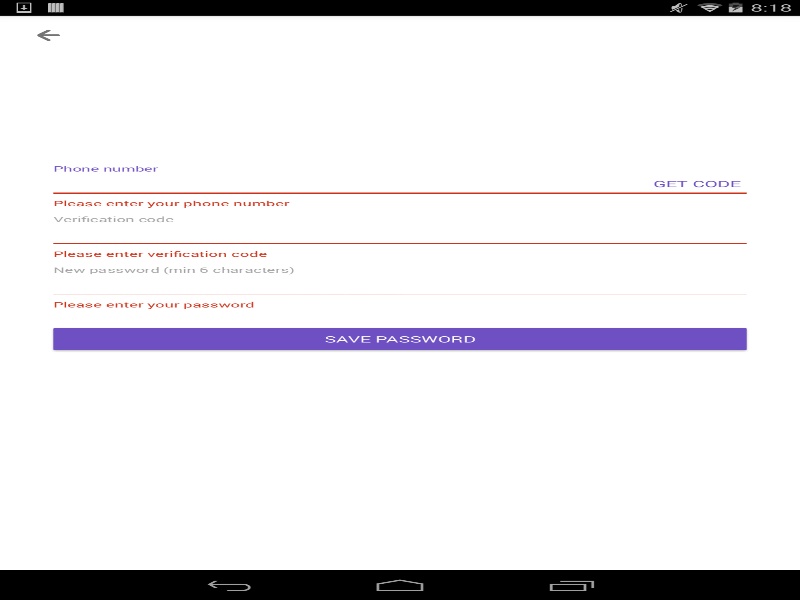 8:18
Phone number
GET CODE
Please enter your phone number
Verification code
Please enter verification code
New password (min 6 characters)
Please enter your password
SAVE PASSWORD